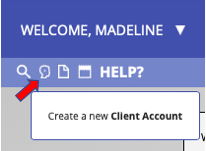 WELCOME, MADELINE ▼
HELP?
Create a new Client Account